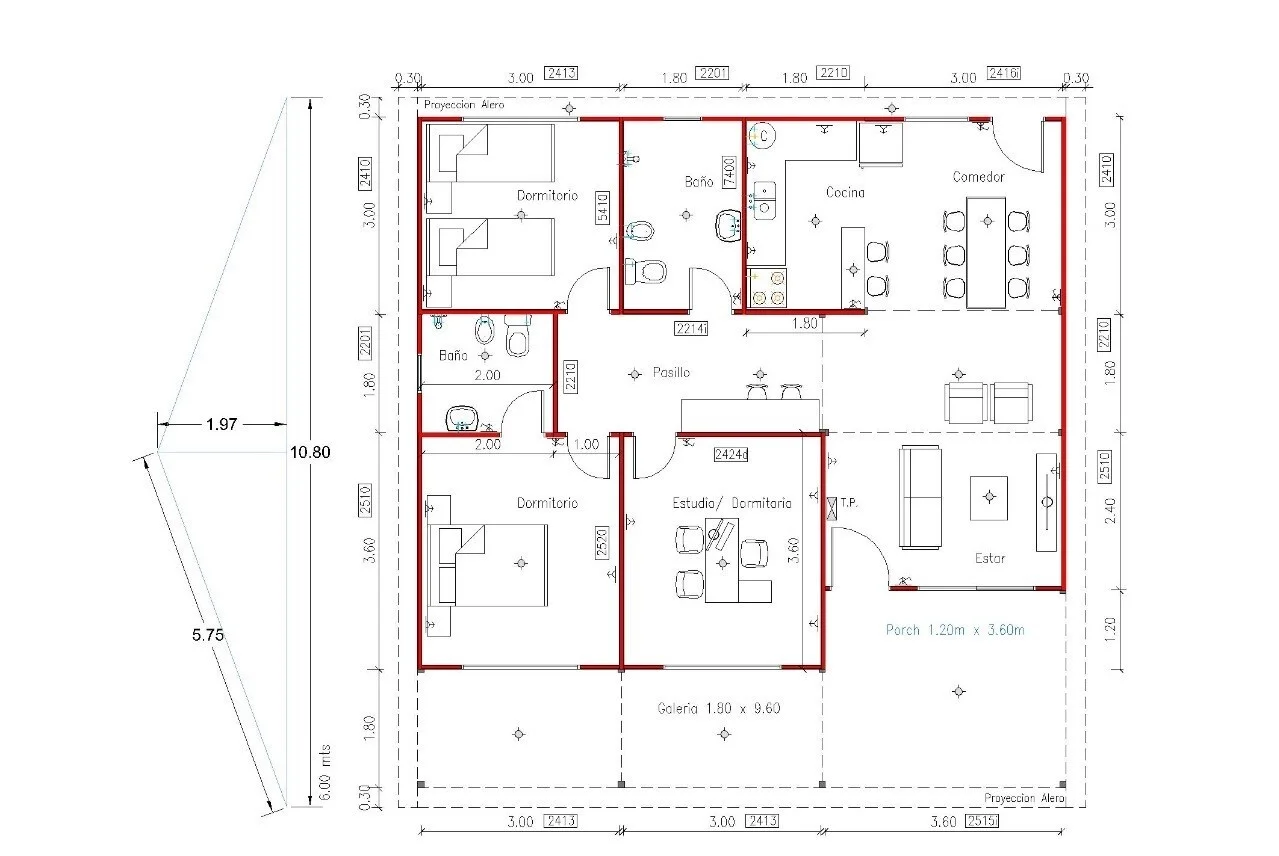 0.30 3.00 2413 1.80 2201 1.80 2210 3.00 2416i 0.30
0.30
Proyeccion Alero
C
2410
3.00
Dormitorio
5410
Baño
7400
Cocina
Comedor
2410
3.00
2201
1.80
Baño
2.00
2210
2214i
Pasillo
1.80
2210
1.80
1.97
10.80
2.00
1.00
2424d
2510
3.60
Dormitorio
2520
Estudio/ Dormitorio
3.60
T.P.
Estar
2510
2.40
5.75
Porch 1.20m x 3.60m
1.20
Galeria 1.80 x 9.60
1.80
6.00 mts
0.30
Proyeccion Alero
3.00 2413 3.00 2413 3.60 2515i